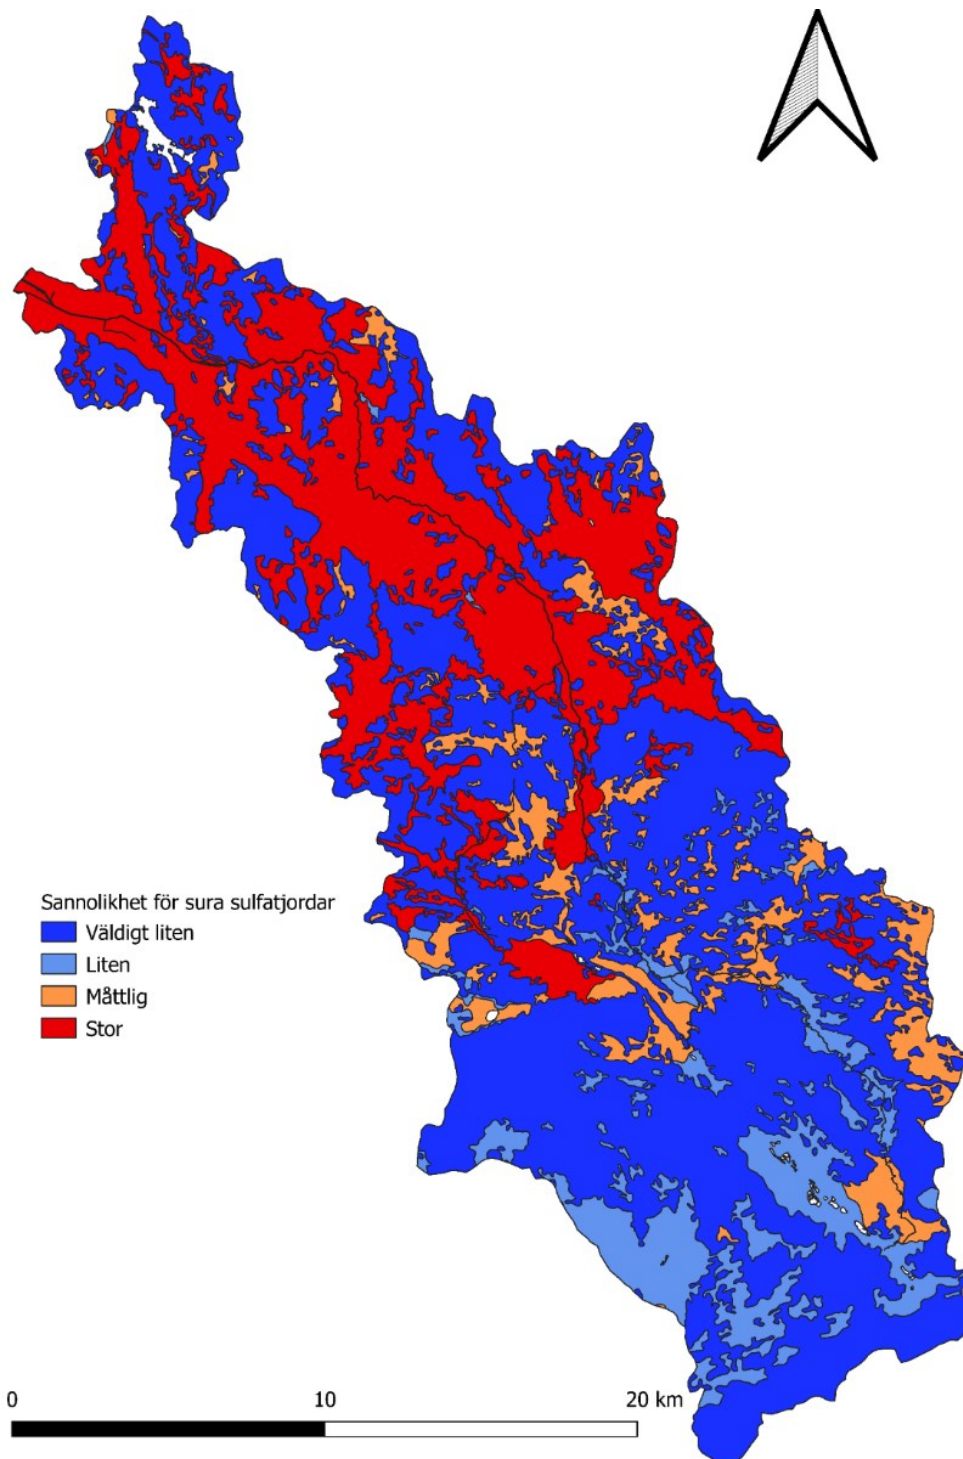 Sannolikhet för sura sulfatjordar
Väldigt liten
Liten
Måttlig
Stor
0 10 20 km